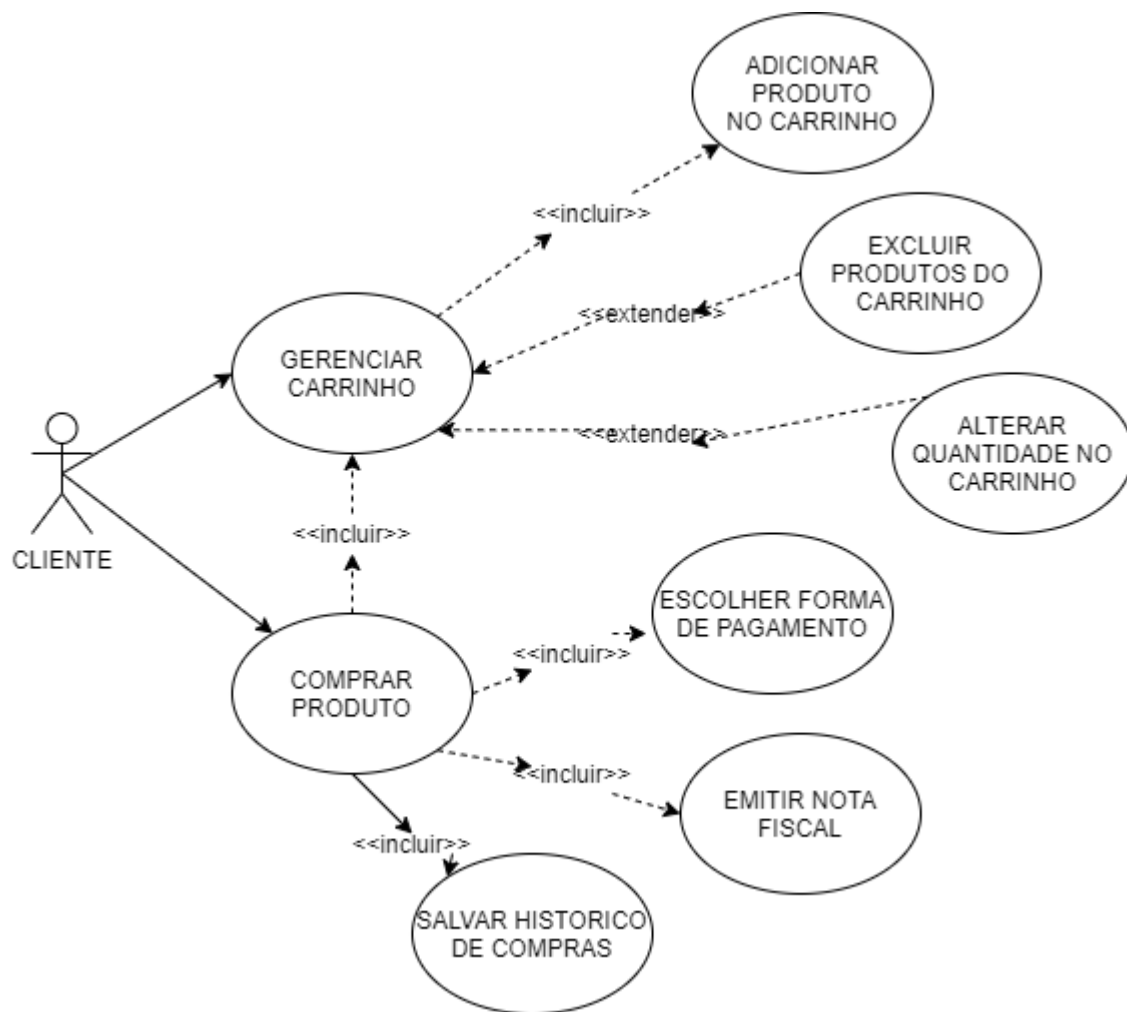 ADICIONAR
PRODUTO
NO CARRINHO
<<incluir>>
EXCLUIR
PRODUTOS DO
CARRINHO
<<extender>>
GERENCIAR
CARRINHO
ALTERAR
QUANTIDADE NO
CARRINHO
<<extender>>
<<incluir>>
CLIENTE
ESCOLHER FORMA
DE PAGAMENTO
<<incluir>>
COMPRAR
PRODUTO
<<incluir>>
EMITIR NOTA
FISCAL
<<incluir>>
SALVAR HISTORICO
DE COMPRAS